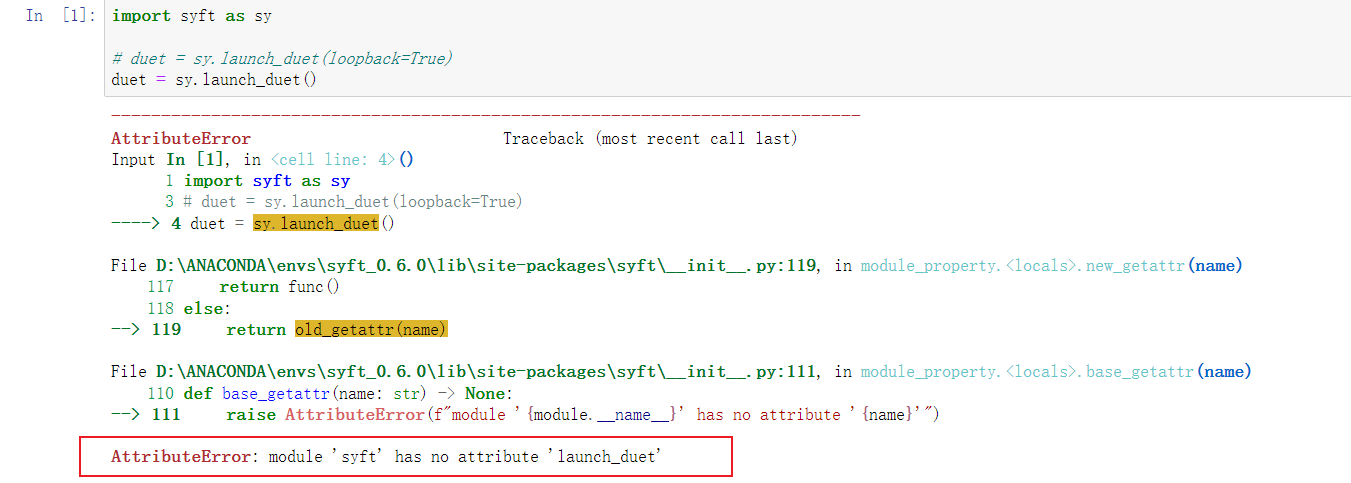 In [1]: import syft as sy
# duet = sy.launch_duet(loopback=True)
duet = sy.launch_duet()
---------------------------------------------------------------------------
AttributeError Traceback (most recent call last)
Input In [1], in <cell line: 4>()
1 import syft as sy
3 # duet = sy.launch_duet(loopback=True)
----> 4 duet = sy.launch_duet()
File D:\ANACONDA\envs\syft_0.6.0\lib\site-packages\syft\__init__.py:119, in module_property.<locals>.new_getattr(name)
117 return func()
118 else:
--> 119 return old_getattr(name)
File D:\ANACONDA\envs\syft_0.6.0\lib\site-packages\syft\__init__.py:111, in module_property.<locals>.base_getattr(name)
110 def base_getattr(name: str) -> None:
--> 111 raise AttributeError(f"module '{module.__name__}' has no attribute '{name}'")
AttributeError: module 'syft' has no attribute 'launch_duet'